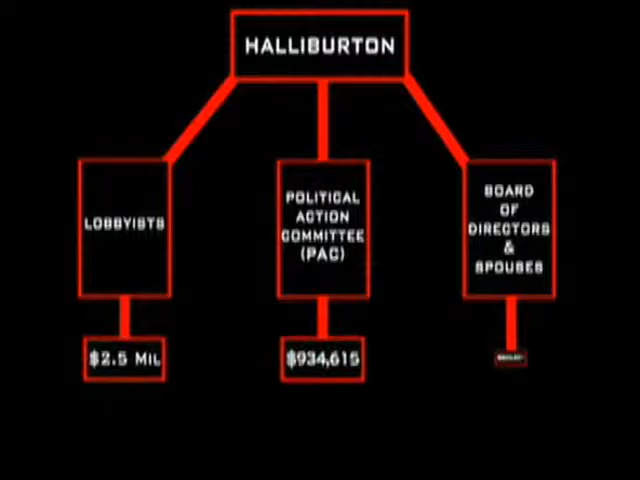 HALLIBURTON
LOBBYISTS
POLITICAL
ACTION
COMMITTEE
(PAC)
BOARD
OF
DIRECTORS
&
SPOUSES
$2.5 MIL
$934,615